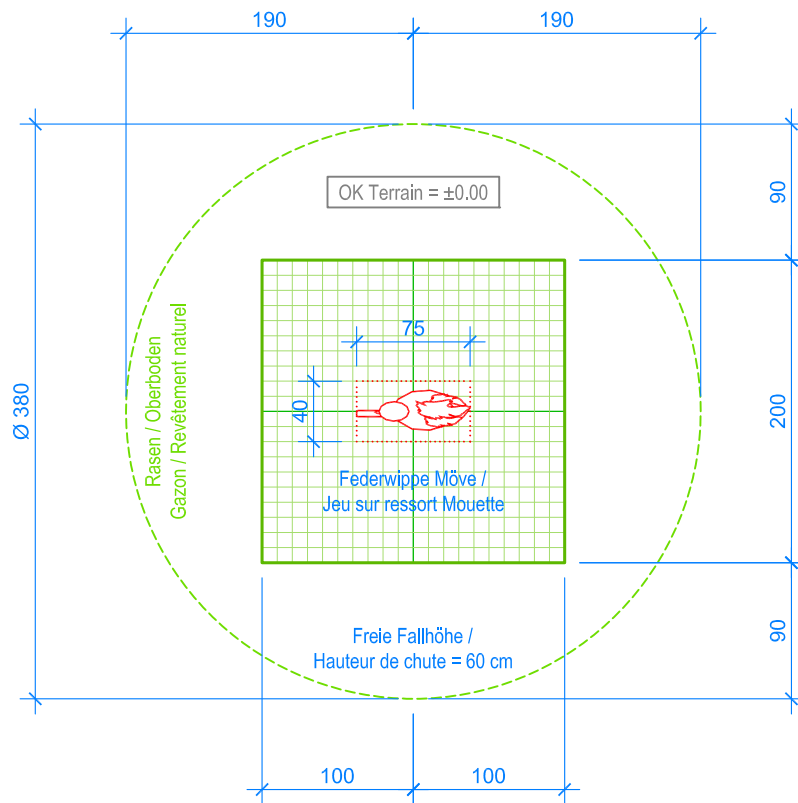 190
190
OK Terrain = ±0.00
90
75
Rasen / Oberboden
Gazon / Revêtement naturel
Ø 380
40
200
Federwippe Möve /
Jeu sur ressort Mouette
Freie Fallhöhe /
Hauteur de chute = 60 cm
90
100
100